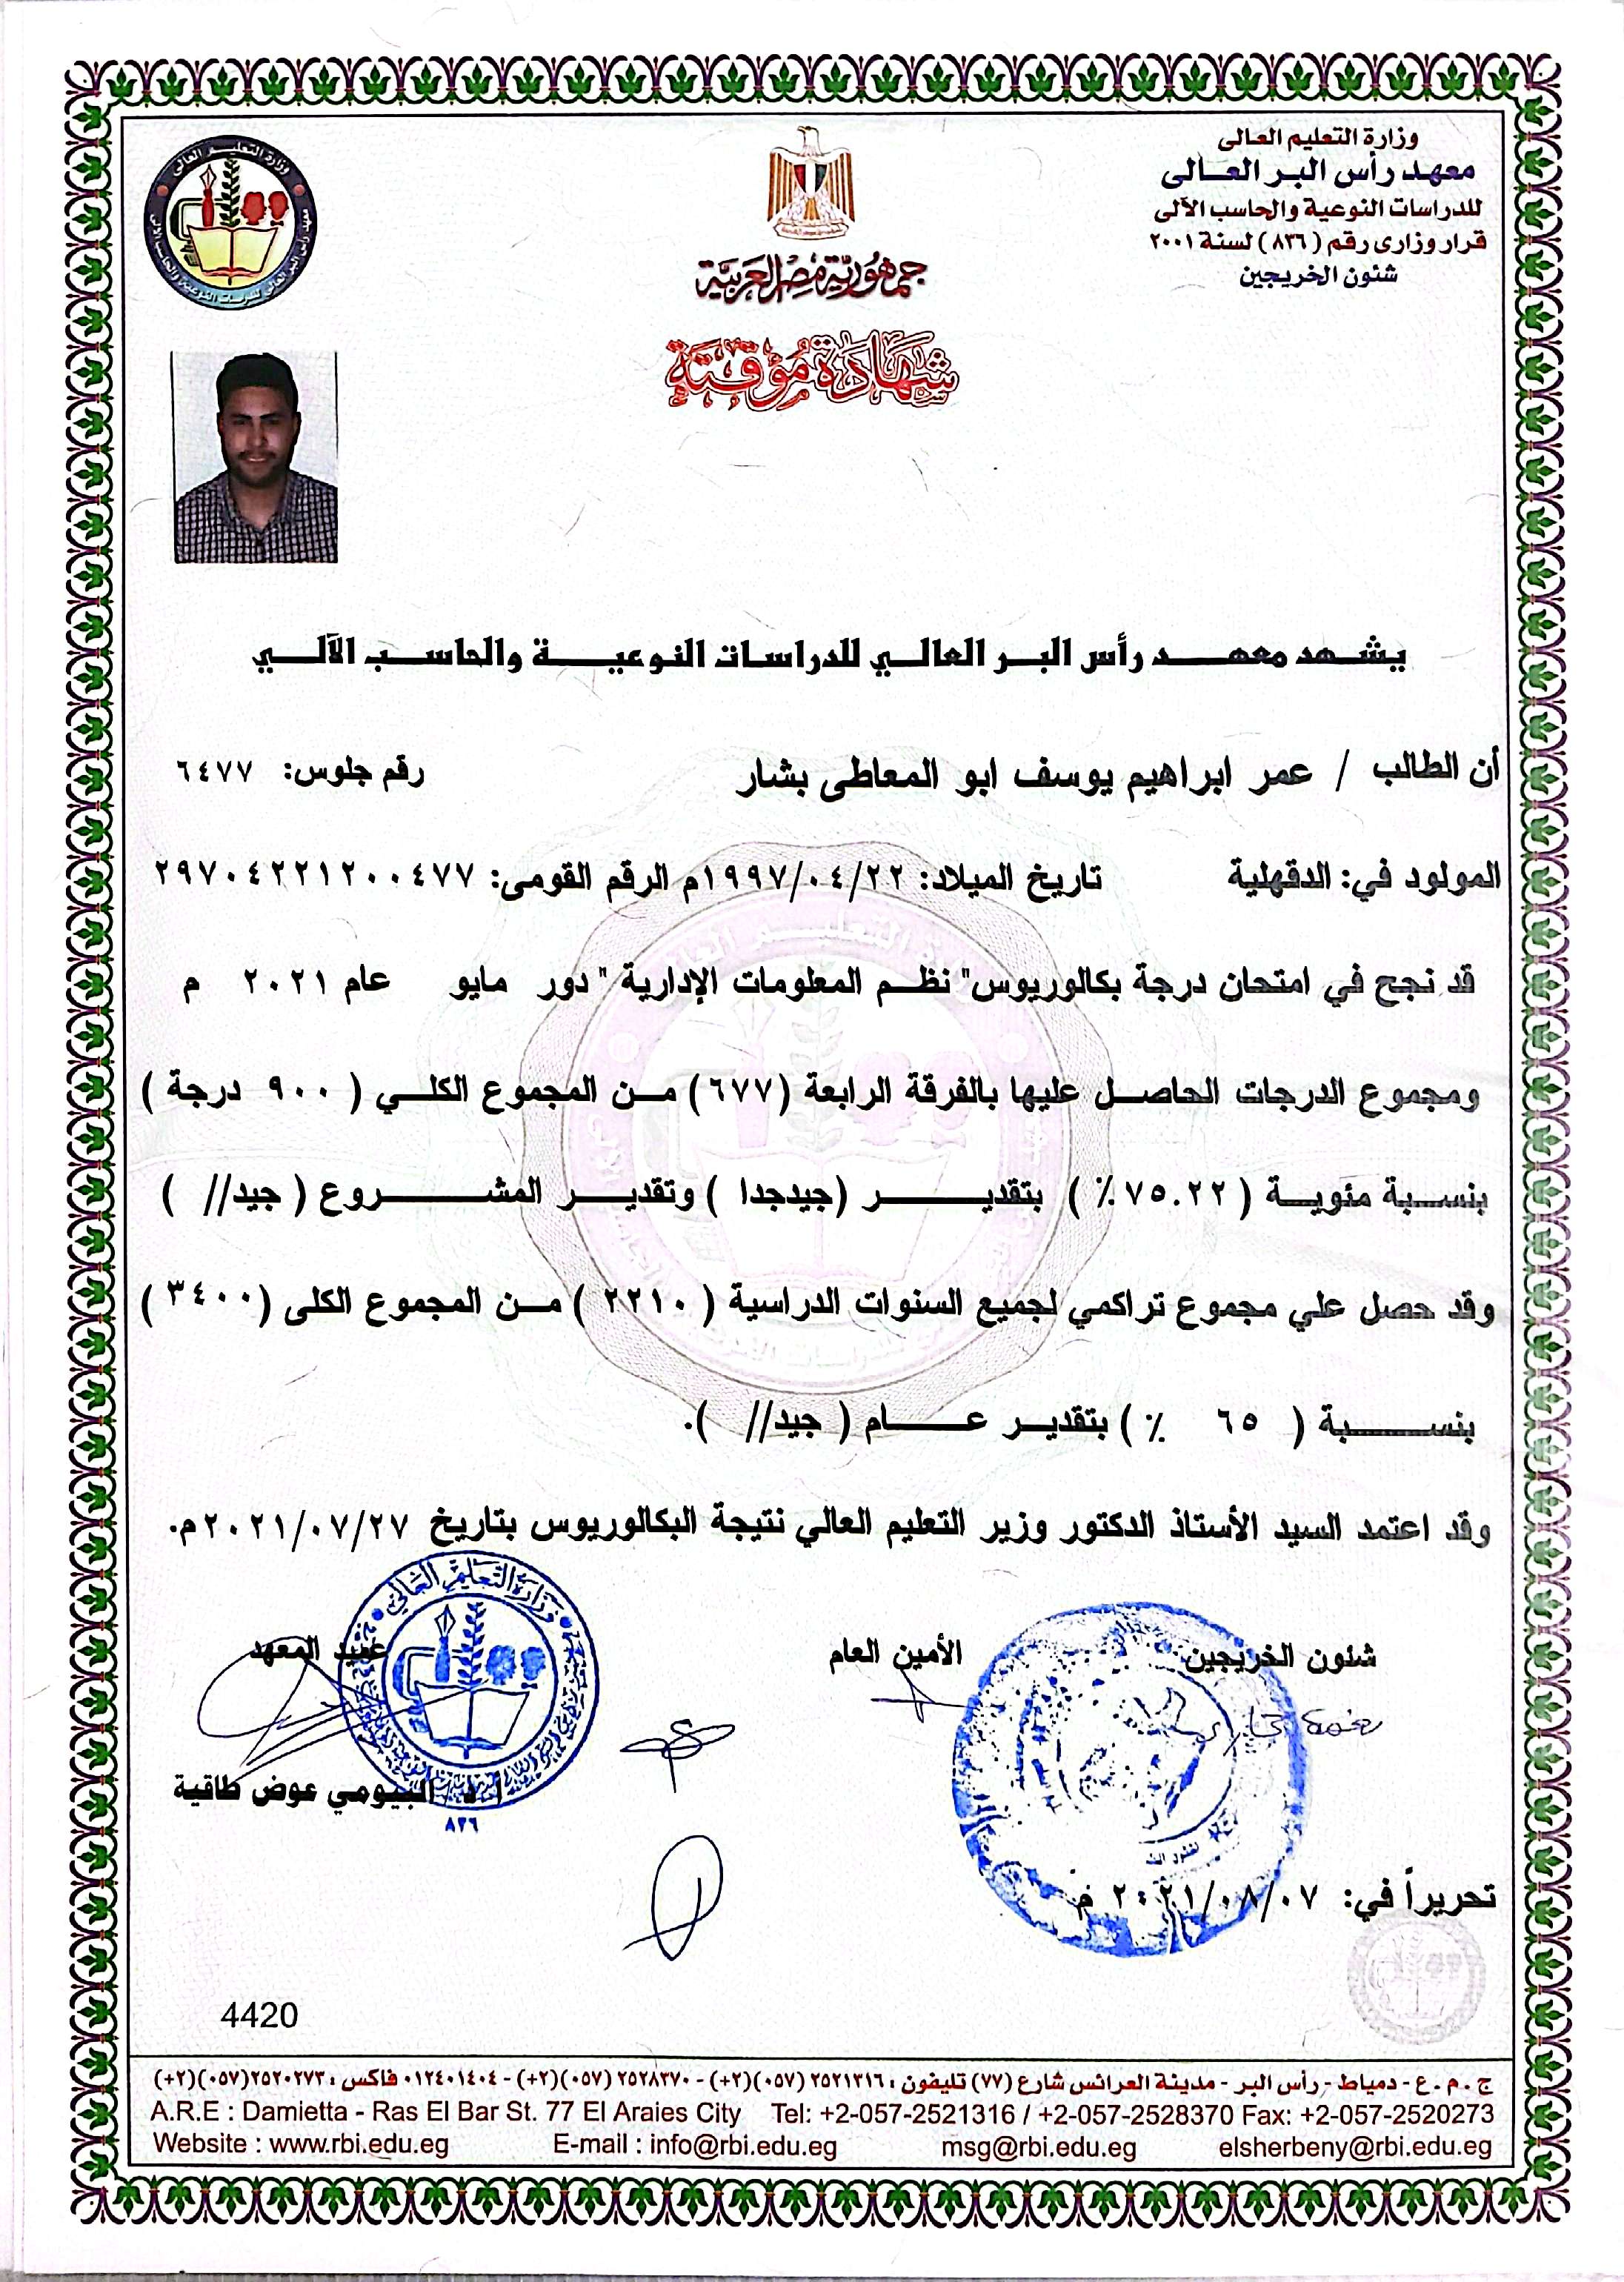 وزارة التعليم العالى
معهد رأس البر العالى
للدراسات النوعية والحاسب الآلى
قرار وزارى رقم ( ٨٣٦ ) لسنة ٢٠٠١
شئون الخريجين
وزارة التعليم العالى
جمهورية مصر العربية
شهادة مؤقتة
يشهد معهد رأس البر العالي للدراسات النوعية والحاسب الآلي
أن الطالب / عمر ابراهيم يوسف ابو المعاطى بشار رقم جلوس: ٦٤٧٧
المولود في: الدقهلية تاريخ الميلاد: ١٩٩٧/٠٤/٢٢م الرقم القومى: ٢٩٧٠٤٢٢١٢٠٠٤٧٧
قد نجح في امتحان درجة بكالوريوس" نظم المعلومات الإدارية " دور مايو عام ٢٠٢١ م
ومجموع الدرجات الحاصل عليها بالفرقة الرابعة (٦٧٧) من المجموع الكلي ( ٩٠٠ درجة )
بنسبة مئوية ( ٧٥.٢٢٪ ) بتقدير (جيدجدا ) وتقدير المشروع ( جيد// )
وقد حصل علي مجموع تراكمي لجميع السنوات الدراسية ( ٢٢١٠ ) من المجموع الكلى (٣٤٠٠ )
بنسبة ( ٦٥ ٪ ) بتقدير عام ( جيد// ).
وقد اعتمد السيد الأستاذ الدكتور وزير التعليم العالي نتيجة البكالوريوس بتاريخ ٢٠٢١/٠٧/٢٧م.
شئون الخريجين الأمين العام عميد المعهد
وزارة التعليم العالي
أ د/ البيومي عوض طاقية
٨٣٦
تحريراً في: ٢٠٢١/٠٨/٠٧ م
4420
ج . م . ع - دمياط - رأس البر - مدينة العرائس شارع (٧٧) تليفون : ٢٥٢١٣١٦ (٠٥٧)(٢+) - ٢٥٢٨٣٧٠ (٠٥٧)(٢+) - ٠١٢٤٠١٤٠٤ فاكس : ٢٥٢٠٢٧٣(٠٥٧)(٢+)
A.R.E : Damietta - Ras El Bar St. 77 El Araies City Tel: +2-057-2521316 / +2-057-2528370 Fax: +2-057-2520273
Website : www.rbi.edu.eg E-mail : info@rbi.edu.eg msg@rbi.edu.eg elsherbeny@rbi.edu.eg